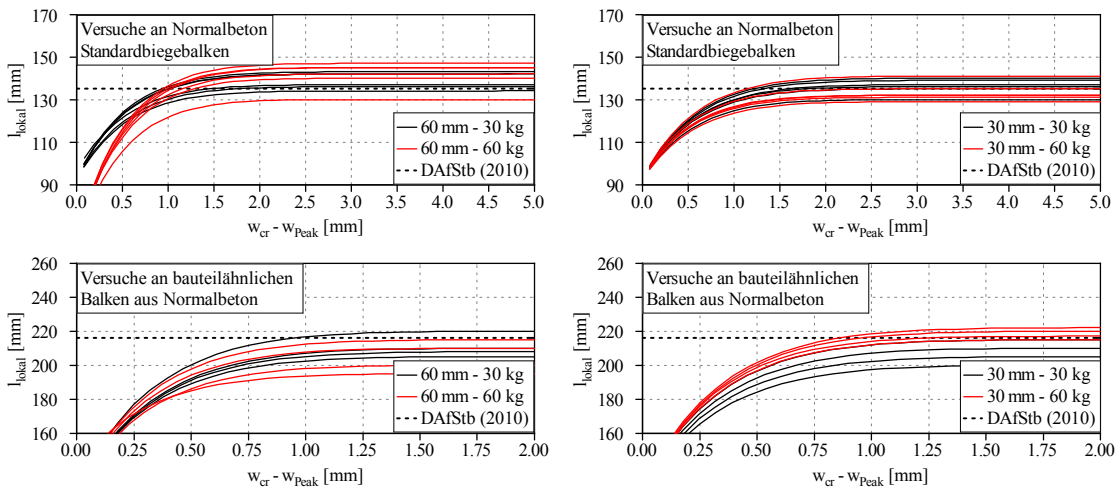 170
150
130
110
90
l_lokal [mm]
Versuche an Normalbeton
Standardbiegebalken
60 mm - 30 kg
60 mm - 60 kg
DAfStb (2010)
0.0 0.5 1.0 1.5 2.0 2.5 3.0 3.5 4.0 4.5 5.0
w_cr - w_Peak [mm]
170
150
130
110
90
l_lokal [mm]
Versuche an Normalbeton
Standardbiegebalken
30 mm - 30 kg
30 mm - 60 kg
DAfStb (2010)
0.0 0.5 1.0 1.5 2.0 2.5 3.0 3.5 4.0 4.5 5.0
w_cr - w_Peak [mm]
260
240
220
200
180
160
l_lokal [mm]
Versuche an bauteilähnlichen
Balken aus Normalbeton
60 mm - 30 kg
60 mm - 60 kg
DAfStb (2010)
0.00 0.25 0.50 0.75 1.00 1.25 1.50 1.75 2.00
w_cr - w_Peak [mm]
260
240
220
200
180
160
l_lokal [mm]
Versuche an bauteilähnlichen
Balken aus Normalbeton
30 mm - 30 kg
30 mm - 60 kg
DAfStb (2010)
0.00 0.25 0.50 0.75 1.00 1.25 1.50 1.75 2.00
w_cr - w_Peak [mm]